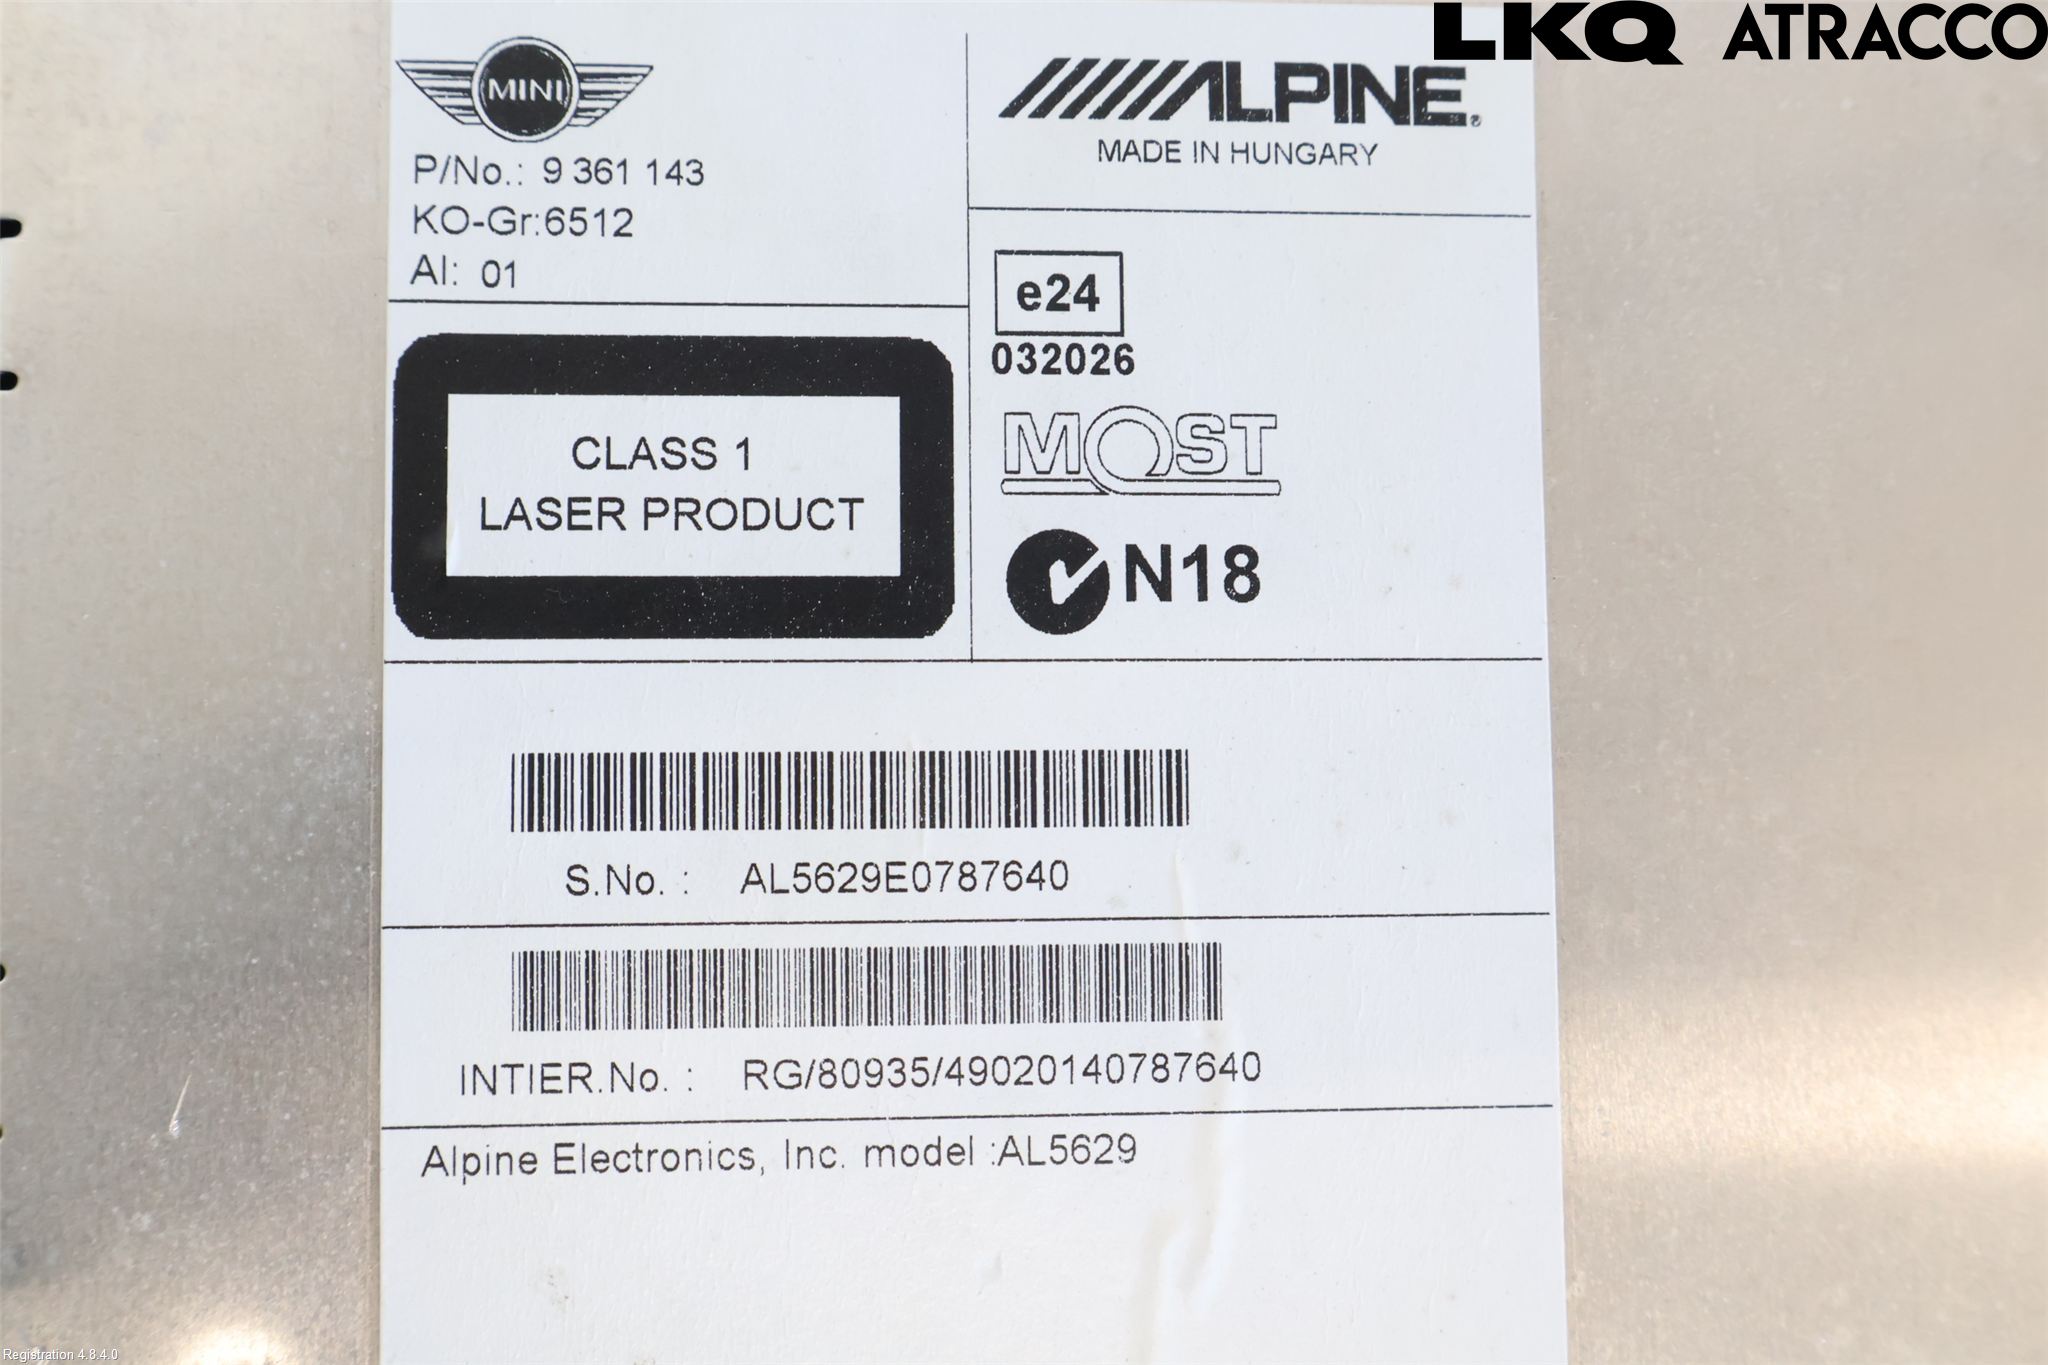 LKQ ATRACCO
MINI
P/No.: 9 361 143
KO-Gr:6512
AI: 01
ALPINE®
MADE IN HUNGARY
e24
032026
MOST
N18
CLASS 1
LASER PRODUCT
S.No. : AL5629E0787640
INTIER.No. : RG/80935/49020140787640
Alpine Electronics, Inc. model :AL5629
Registration 4.8.4.0